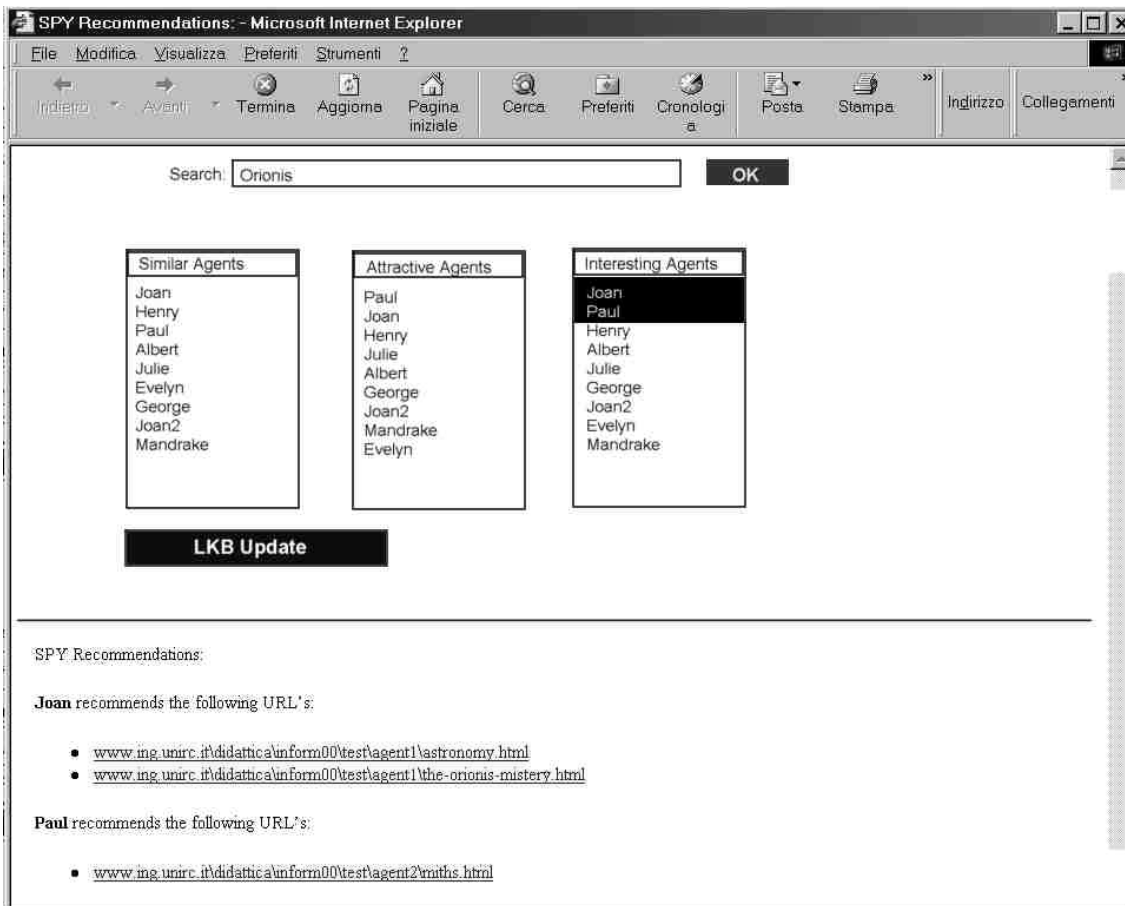 SPY Recommendations: - Microsoft Internet Explorer
File Modifica Visualizza Preferiti Strumenti ?
Indietro Avanti Termina Aggiorna Pagina iniziale Cerca Preferiti Cronologia Posta Stampa » Indirizzo Collegamenti
Search: Orionis OK
Similar Agents
Joan
Henry
Paul
Albert
Julie
Evelyn
George
Joan2
Mandrake
Attractive Agents
Paul
Joan
Henry
Julie
Albert
George
Joan2
Mandrake
Evelyn
Interesting Agents
Joan
Paul
Henry
Albert
Julie
George
Joan2
Evelyn
Mandrake
LKB Update
SPY Recommendations:
Joan recommends the following URL's:
• www.ing.unirc.it\didattica\inform00\test\agent1\astronomy.html
• www.ing.unirc.it\didattica\inform00\test\agent1\the-orionis-mistery.html
Paul recommends the following URL's:
• www.ing.unirc.it\didattica\inform00\test\agent2\miths.html